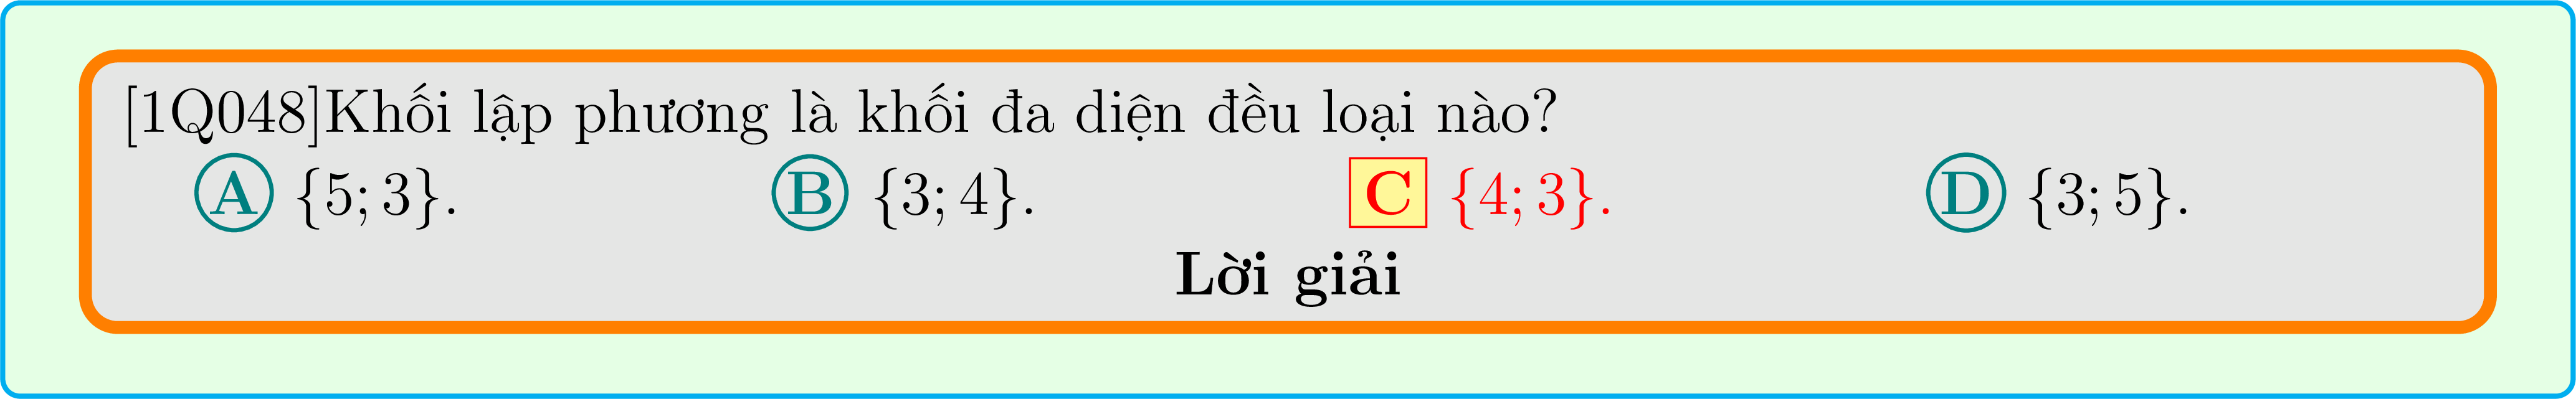 [1Q048]Khối lập phương là khối đa diện đều loại nào?
A {5; 3}. B {3; 4}. C {4; 3}. D {3; 5}.
Lời giải